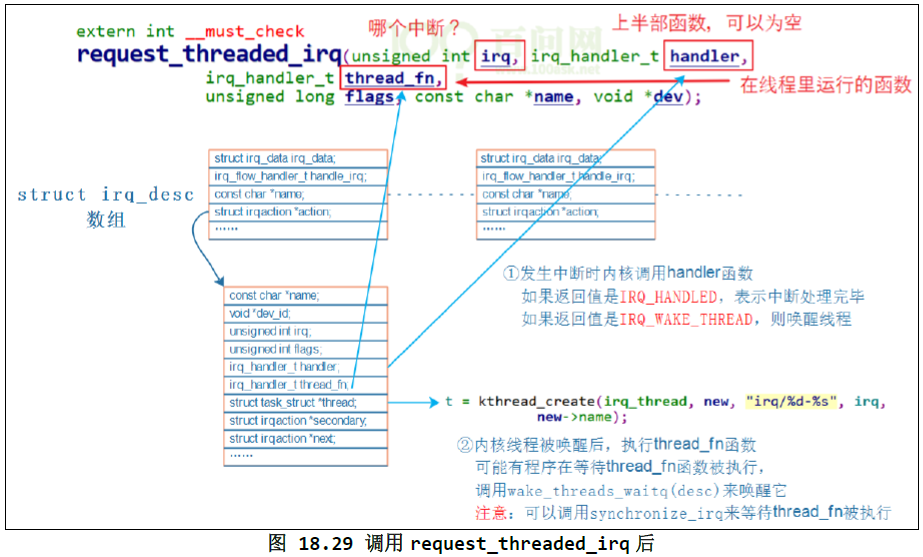 extern int __must_check
哪个中断？
上半部函数，可以为空
request_threaded_irq(unsigned int irq, irq_handler_t handler,
irq_handler_t thread_fn,
在线程里运行的函数
unsigned long flags, const char *name, void *dev);
百问网
www.100ask.net
struct irq_desc
数组
struct irq_data irq_data;
irq_flow_handler_t handle_irq;
const char *name;
struct irqaction *action;
……
struct irq_data irq_data;
irq_flow_handler_t handle_irq;
const char *name;
struct irqaction *action;
……
const char *name;
void *dev_id;
unsigned int irq;
unsigned int flags;
irq_handler_t handler;
irq_handler_t thread_fn;
struct task_struct *thread;
struct irqaction *secondary;
struct irqaction *next;
……
①发生中断时内核调用handler函数
如果返回值是IRQ_HANDLED，表示中断处理完毕
如果返回值是IRQ_WAKE_THREAD，则唤醒线程
t = kthread_create(irq_thread, new, "irq/%d-%s", irq,
new->name);
②内核线程被唤醒后，执行thread_fn函数
可能有程序在等待thread_fn函数被执行，
调用wake_threads_waitq(desc)来唤醒它
注意：可以调用synchronize_irq来等待thread_fn被执行
图 18.29 调用 request_threaded_irq 后